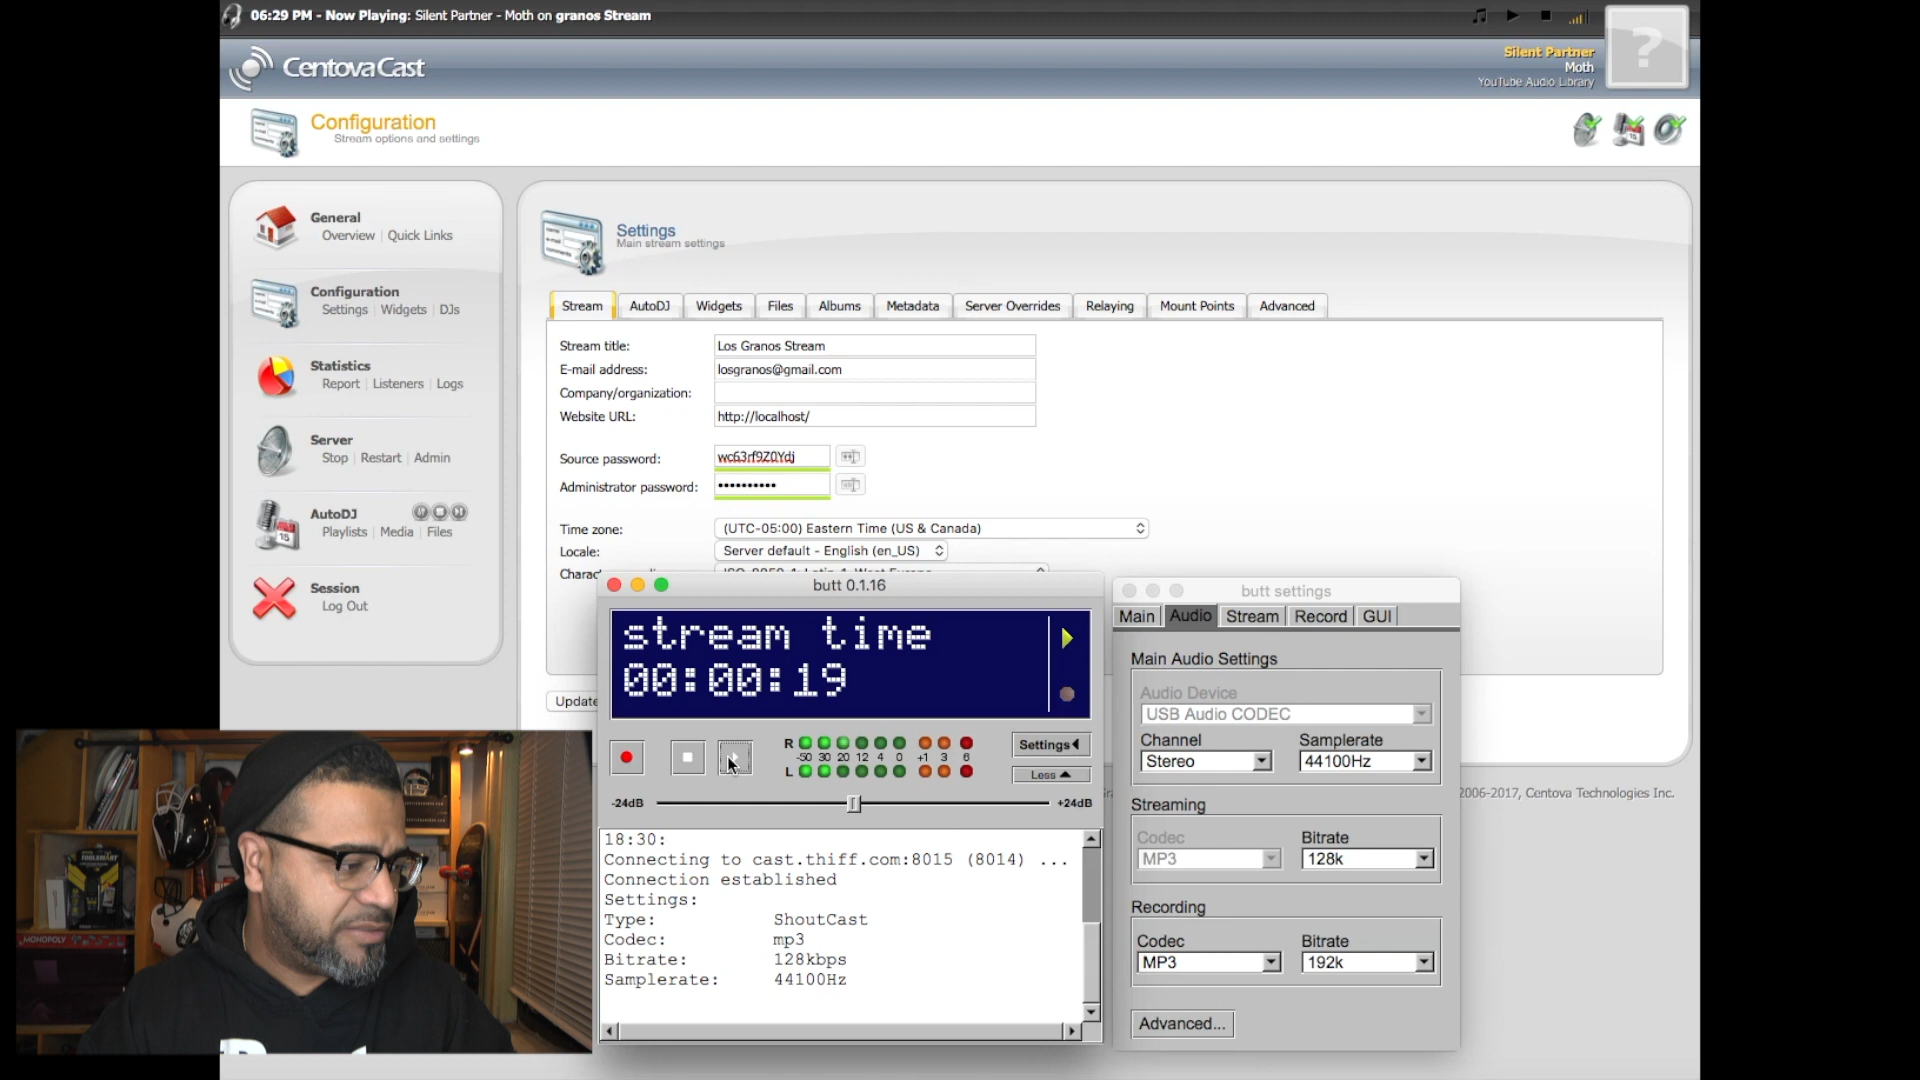 06:29 PM - Now Playing: Silent Partner - Moth on granos Stream
CentovaCast
Silent Partner
Moth
YouTube Audio Library
?
Configuration
Stream options and settings
General
Overview | Quick Links
Configuration
Settings | Widgets | DJs
Statistics
Report | Listeners | Logs
Server
Stop | Restart | Admin
AutoDJ
Playlists | Media | Files
Session
Log Out
Settings
Main stream settings
Stream AutoDJ Widgets Files Albums Metadata Server Overrides Relaying Mount Points Advanced
Stream title: Los Granos Stream
E-mail address: losgranos@gmail.com
Company/organization:
Website URL: http://localhost/
Source password: wc63rf9Z0Ydj
Administrator password: ••••••••••
Time zone: (UTC-05:00) Eastern Time (US & Canada)
Locale: Server default - English (en_US)
Update
2006-2017, Centova Technologies Inc.
butt 0.1.16
stream time
00:00:19
R
-50 30 20 12 4 0 +1 3 6
L
Settings
Less
-24dB +24dB
18:30:
Connecting to cast.thiff.com:8015 (8014) ...
Connection established
Settings:
Type: ShoutCast
Codec: mp3
Bitrate: 128kbps
Samplerate: 44100Hz
butt settings
Main Audio Stream Record GUI
Main Audio Settings
Audio Device
USB Audio CODEC
Channel Samplerate
Stereo 44100Hz
Streaming
Codec Bitrate
MP3 128k
Recording
Codec Bitrate
MP3 192k
Advanced...
MONOPOLY